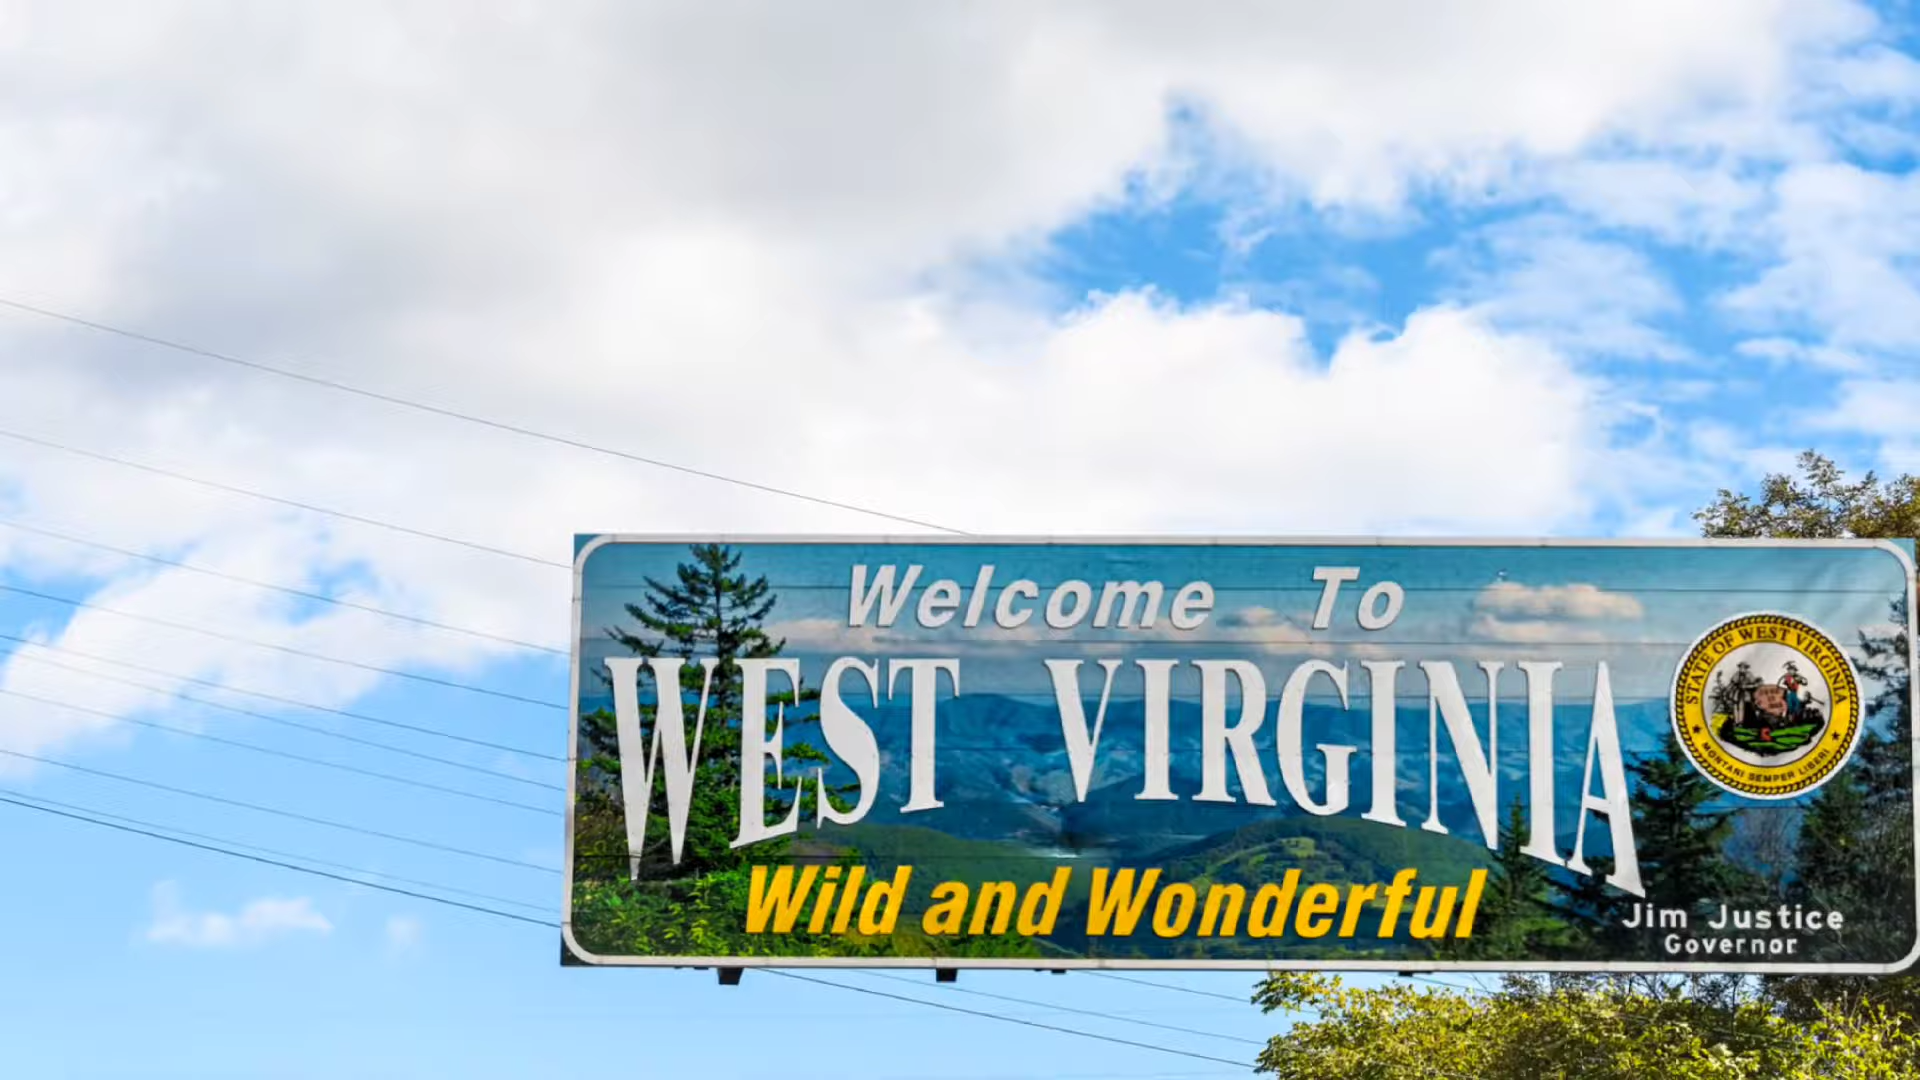 Welcome To
WEST VIRGINIA
STATE OF WEST VIRGINIA
MONTANI SEMPER LIBERI
Wild and Wonderful
Jim Justice
Governor